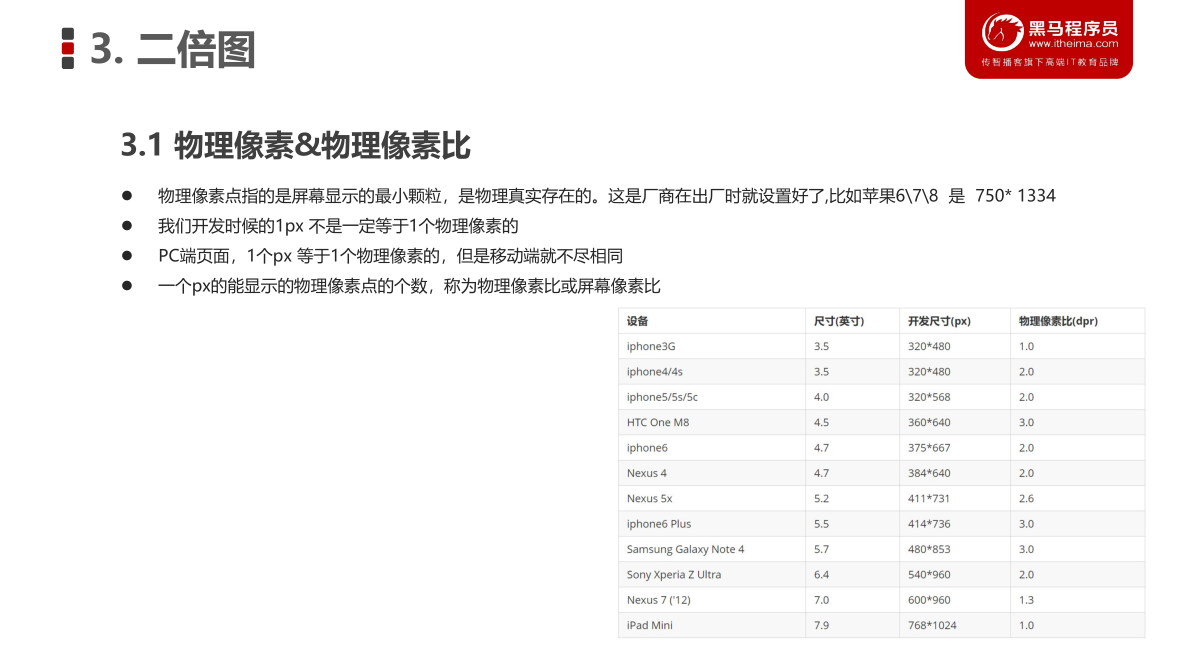 3. 二倍图
黑马程序员
www.itheima.com
传智播客旗下高端IT教育品牌
3.1 物理像素&物理像素比
● 物理像素点指的是屏幕显示的最小颗粒，是物理真实存在的。这是厂商在出厂时就设置好了,比如苹果6\7\8 是 750* 1334
● 我们开发时候的1px 不是一定等于1个物理像素的
● PC端页面，1个px 等于1个物理像素的，但是移动端就不尽相同
● 一个px的能显示的物理像素点的个数，称为物理像素比或屏幕像素比
设备 尺寸(英寸) 开发尺寸(px) 物理像素比(dpr)
iphone3G 3.5 320*480 1.0
iphone4/4s 3.5 320*480 2.0
iphone5/5s/5c 4.0 320*568 2.0
HTC One M8 4.5 360*640 3.0
iphone6 4.7 375*667 2.0
Nexus 4 4.7 384*640 2.0
Nexus 5x 5.2 411*731 2.6
iphone6 Plus 5.5 414*736 3.0
Samsung Galaxy Note 4 5.7 480*853 3.0
Sony Xperia Z Ultra 6.4 540*960 2.0
Nexus 7 ('12) 7.0 600*960 1.3
iPad Mini 7.9 768*1024 1.0